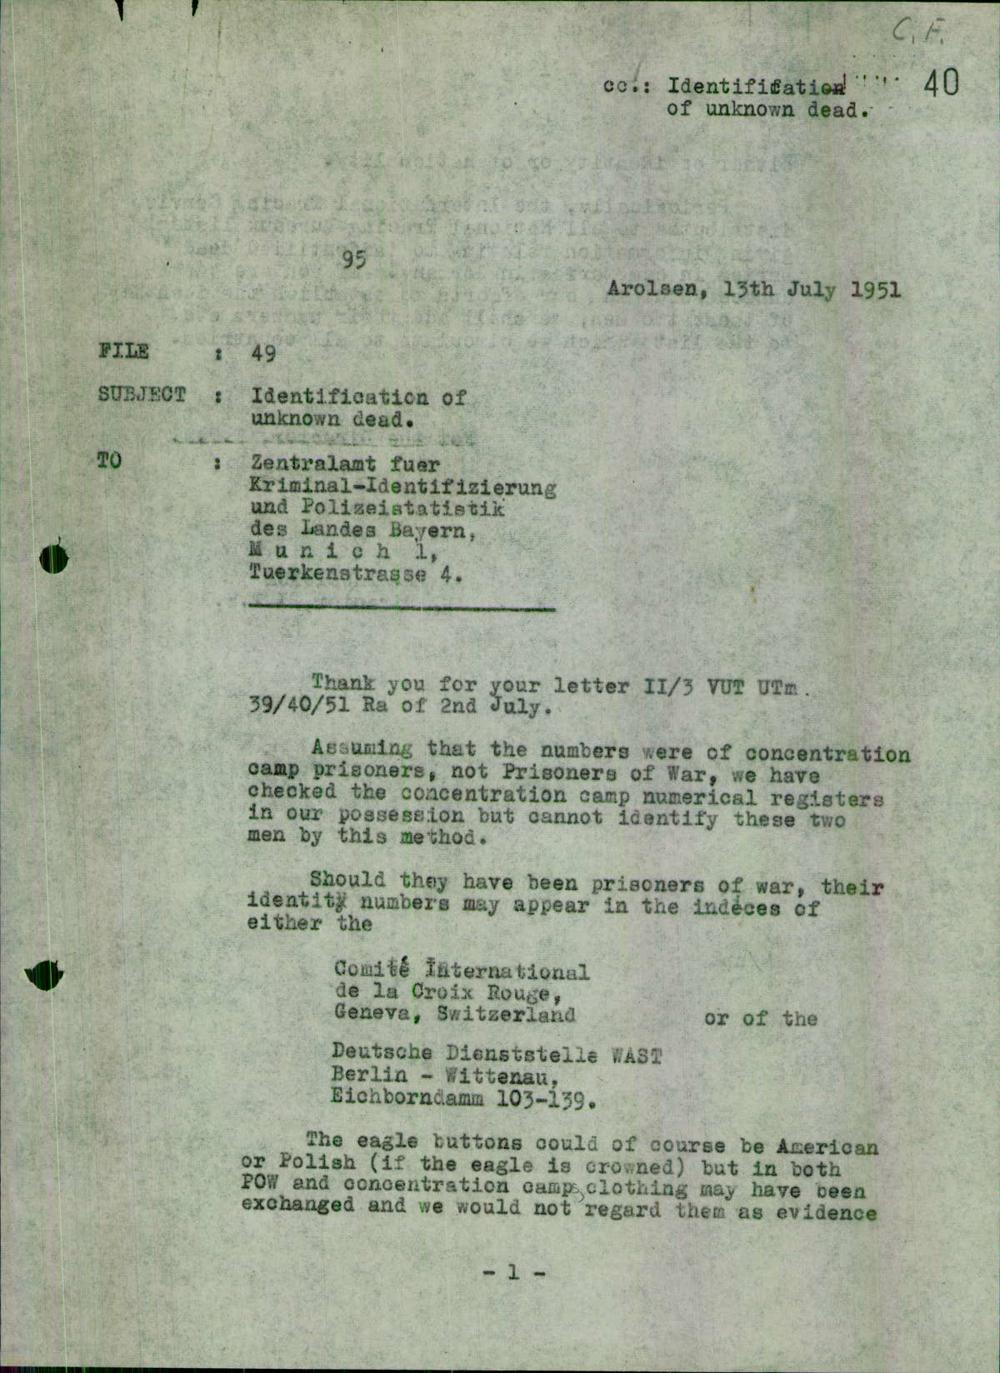 C. F.
cc.: Identififation 40
of unknown dead.
95
Arolsen, 13th July 1951
FILE : 49
SUBJECT : Identification of
unknown dead.
TO : Zentralamt fuer
Kriminal-Identifizierung
und Polizeistatistik
des Landes Bayern,
M u n i c h 1,
Tuerkenstrasse 4.
Thank you for your letter II/3 VUT UTm.
39/40/51 Ra of 2nd July.
Assuming that the numbers were of concentration
camp prisoners, not Prisoners of War, we have
checked the concentration camp numerical registers
in our possession but cannot identify these two
men by this method.
Should they have been prisoners of war, their
identity numbers may appear in the indeces of
either the
Comité International
de la Croix Rouge,
Geneva, Switzerland or of the
Deutsche Dienststelle WAST
Berlin - Wittenau,
Eichborndamm 103-139.
The eagle buttons could of course be American
or Polish (if the eagle is crowned) but in both
POW and concentration camps clothing may have been
exchanged and we would not regard them as evidence
- 1 -